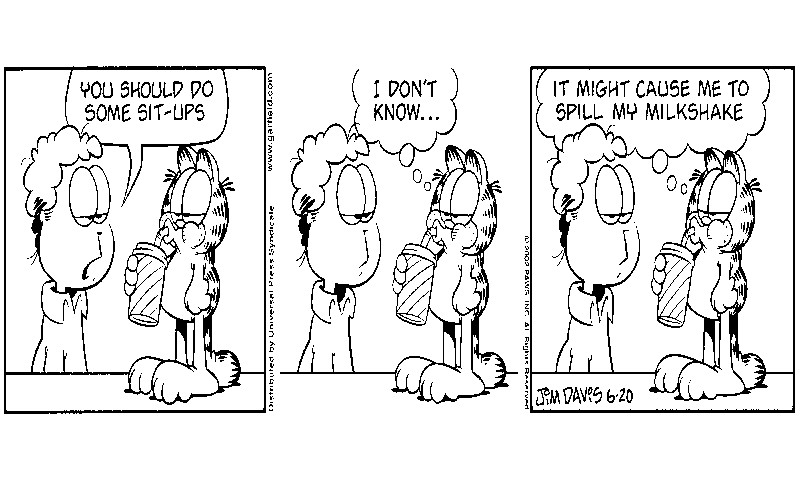 YOU SHOULD DO
SOME SIT-UPS
www.garfield.com
Distributed by Universal Press Syndicate
I DON'T
KNOW...
IT MIGHT CAUSE ME TO
SPILL MY MILKSHAKE
© 2002 PAWS, INC. All Rights Reserved
JIM DAVIS 6-20